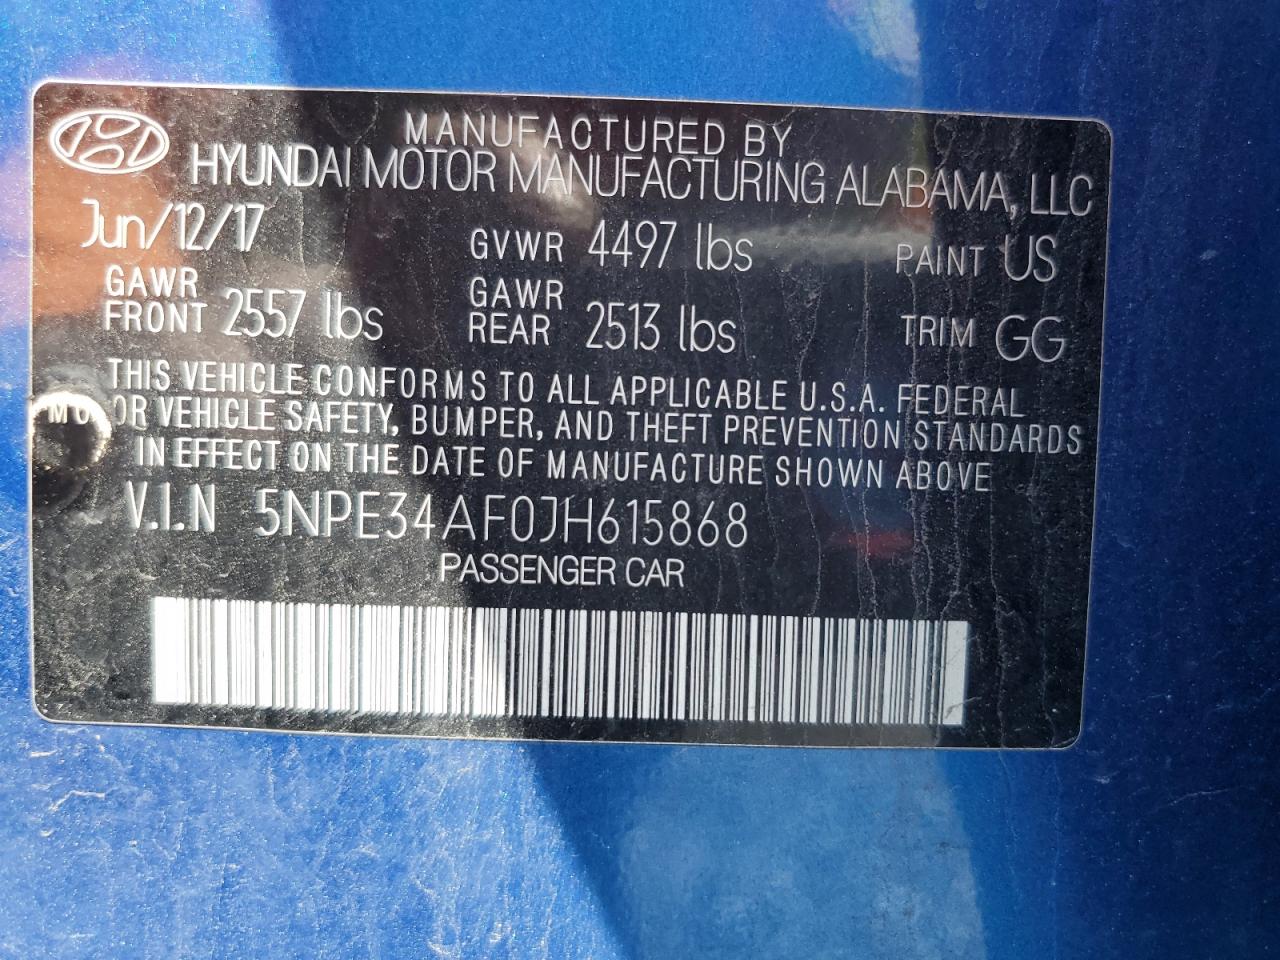 MANUFACTURED BY
HYUNDAI MOTOR MANUFACTURING ALABAMA, LLC
Jun/12/17 GVWR 4497 lbs PAINT US
GAWR FRONT 2557 lbs GAWR REAR 2513 lbs TRIM GG
THIS VEHICLE CONFORMS TO ALL APPLICABLE U.S.A. FEDERAL
MOTOR VEHICLE SAFETY, BUMPER, AND THEFT PREVENTION STANDARDS
IN EFFECT ON THE DATE OF MANUFACTURE SHOWN ABOVE
V.I.N 5NPE34AF0JH615868
PASSENGER CAR